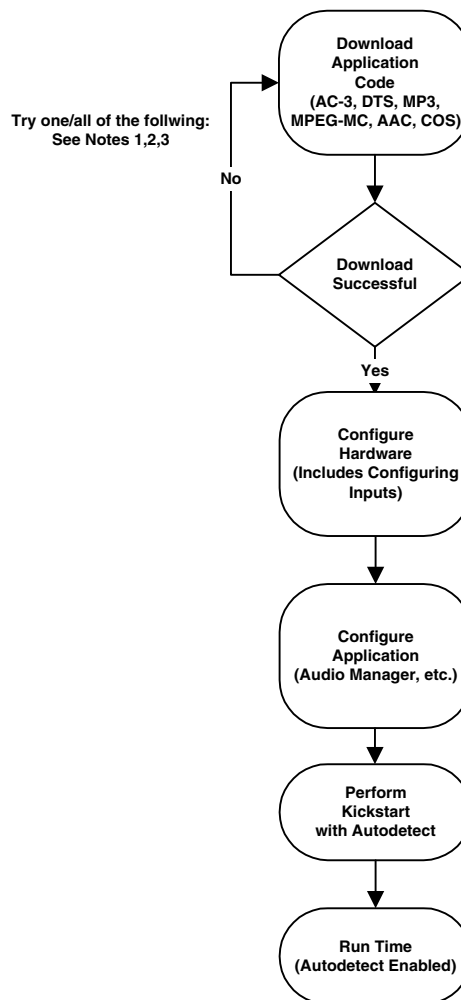 Download
Application
Code
(AC-3, DTS, MP3,
MPEG-MC, AAC, COS)
Try one/all of the follwing:
See Notes 1,2,3
No
Download
Successful
Yes
Configure
Hardware
(Includes Configuring
Inputs)
Configure
Application
(Audio Manager, etc.)
Perform
Kickstart
with Autodetect
Run Time
(Autodetect Enabled)